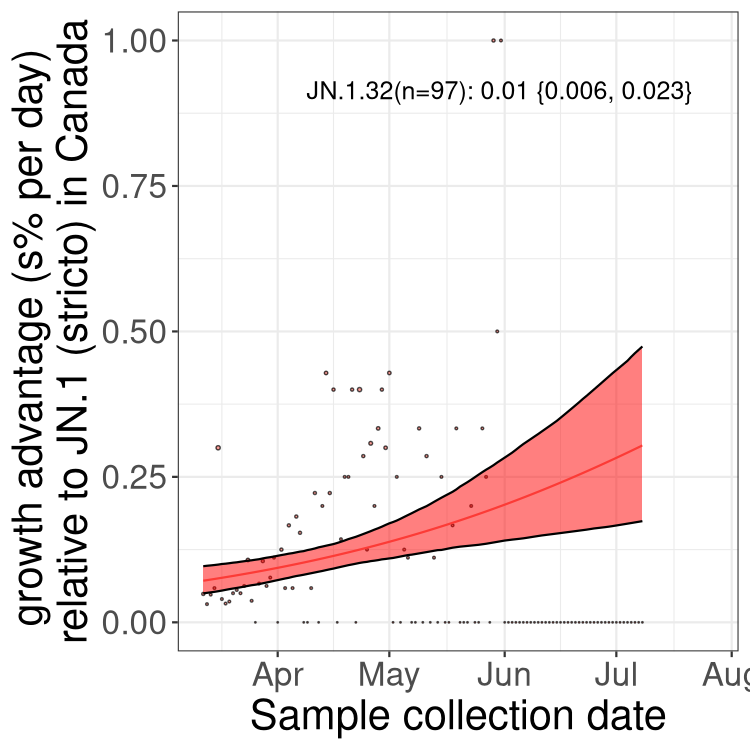 growth advantage (s% per day)
relative to JN.1 (stricto) in Canada
1.00
0.75
0.50
0.25
0.00
JN.1.32(n=97): 0.01 {0.006, 0.023}
Apr May Jun Jul Aug
Sample collection date